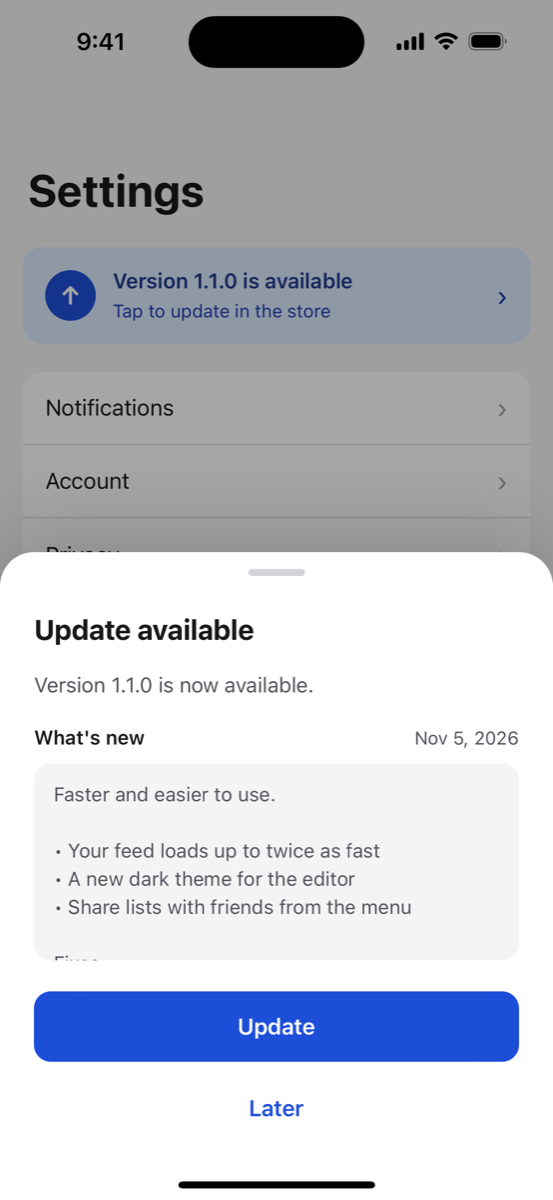 9:41
Settings
Version 1.1.0 is available
Tap to update in the store
Notifications
Account
Privacy
Update available
Version 1.1.0 is now available.
What's new
Nov 5, 2026
Faster and easier to use.
• Your feed loads up to twice as fast
• A new dark theme for the editor
• Share lists with friends from the menu
Fixes
Update
Later